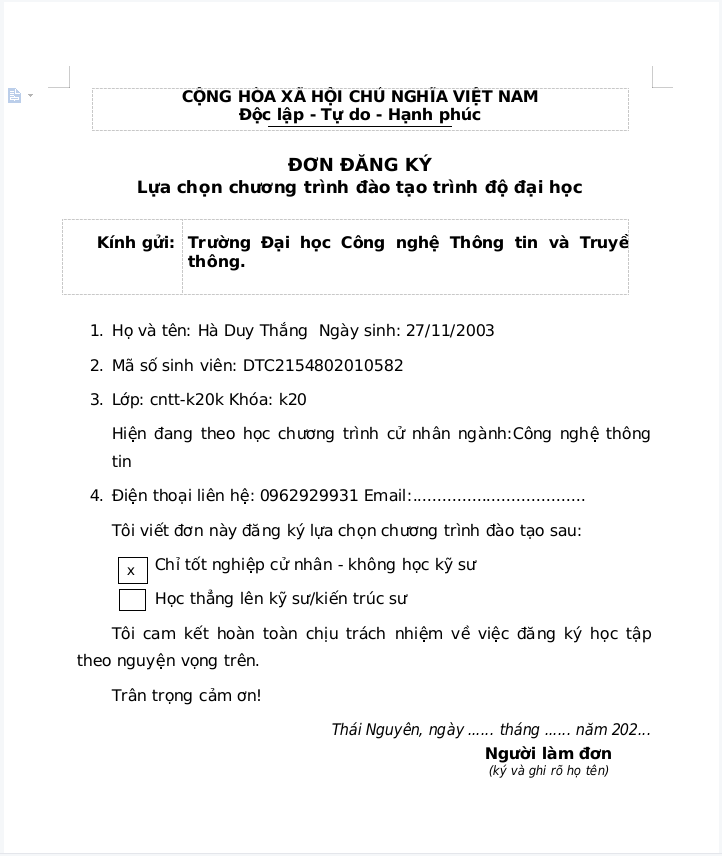 CỘNG HÒA XÃ HỘI CHỦ NGHĨA VIỆT NAM
Độc lập - Tự do - Hạnh phúc
ĐƠN ĐĂNG KÝ
Lựa chọn chương trình đào tạo trình độ đại học
Kính gửi: Trường Đại học Công nghệ Thông tin và Truyề
thông.
1. Họ và tên: Hà Duy Thắng Ngày sinh: 27/11/2003
2. Mã số sinh viên: DTC2154802010582
3. Lớp: cntt-k20k Khóa: k20
Hiện đang theo học chương trình cử nhân ngành:Công nghệ thông
tin
4. Điện thoại liên hệ: 0962929931 Email:...................................
Tôi viết đơn này đăng ký lựa chọn chương trình đào tạo sau:
x Chỉ tốt nghiệp cử nhân - không học kỹ sư
Học thẳng lên kỹ sư/kiến trúc sư
Tôi cam kết hoàn toàn chịu trách nhiệm về việc đăng ký học tập
theo nguyện vọng trên.
Trân trọng cảm ơn!
Thái Nguyên, ngày ...... tháng ...... năm 202...
Người làm đơn
(ký và ghi rõ họ tên)